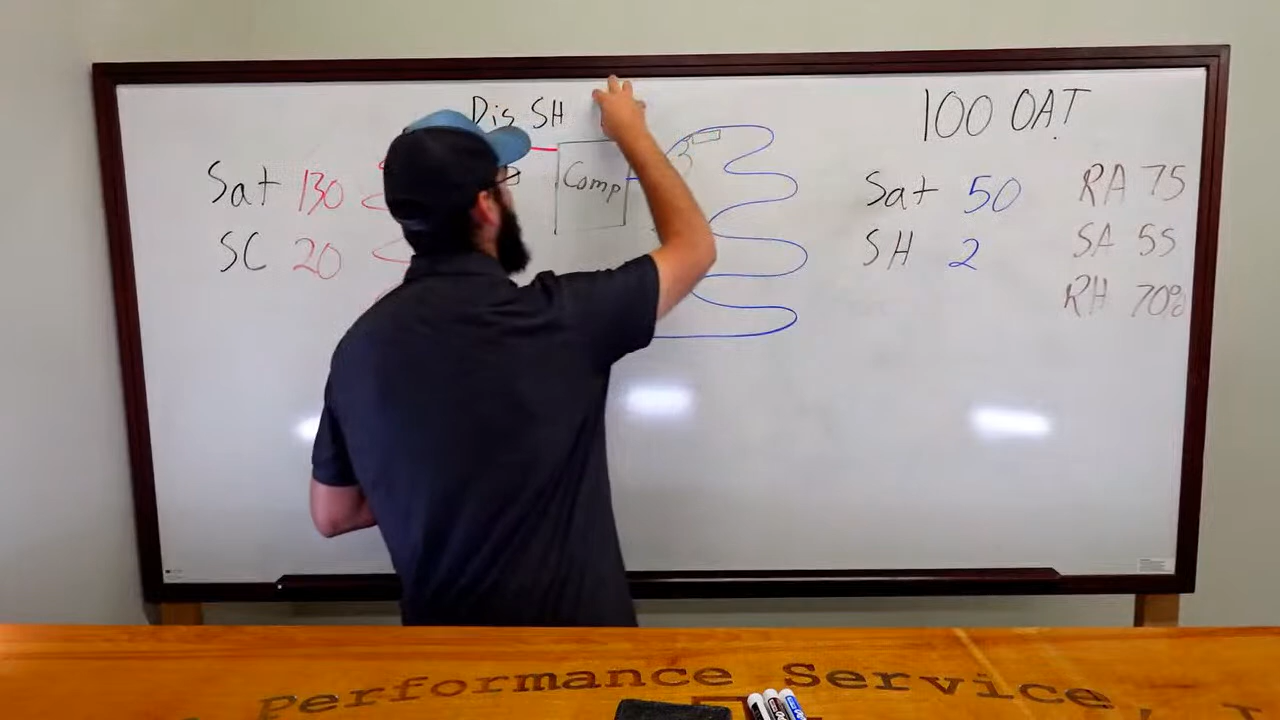 Dis SH
100 OAT
Sat 130
SC 20
Comp
Sat 50
SH 2
RA 75
SA 55
RH 70%
Performance Service, I